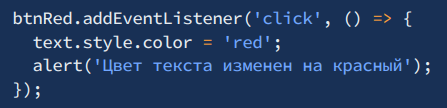 btnRed.addEventListener('click', () => {
  text.style.color = 'red';
  alert('Цвет текста изменен на красный');
});